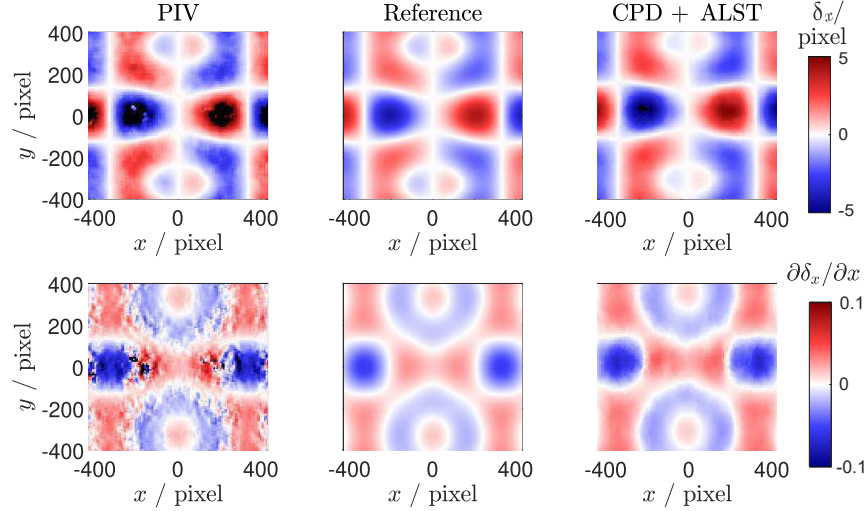 PIV Reference CPD + ALST δx/
pixel
400
200
0
-200
-400
y / pixel
-400 0 400
x / pixel
-400 0 400
x / pixel
-400 0 400
x / pixel
5
0
-5
∂δx/∂x
400
200
0
-200
-400
y / pixel
-400 0 400
x / pixel
-400 0 400
x / pixel
-400 0 400
x / pixel
0.1
0
-0.1